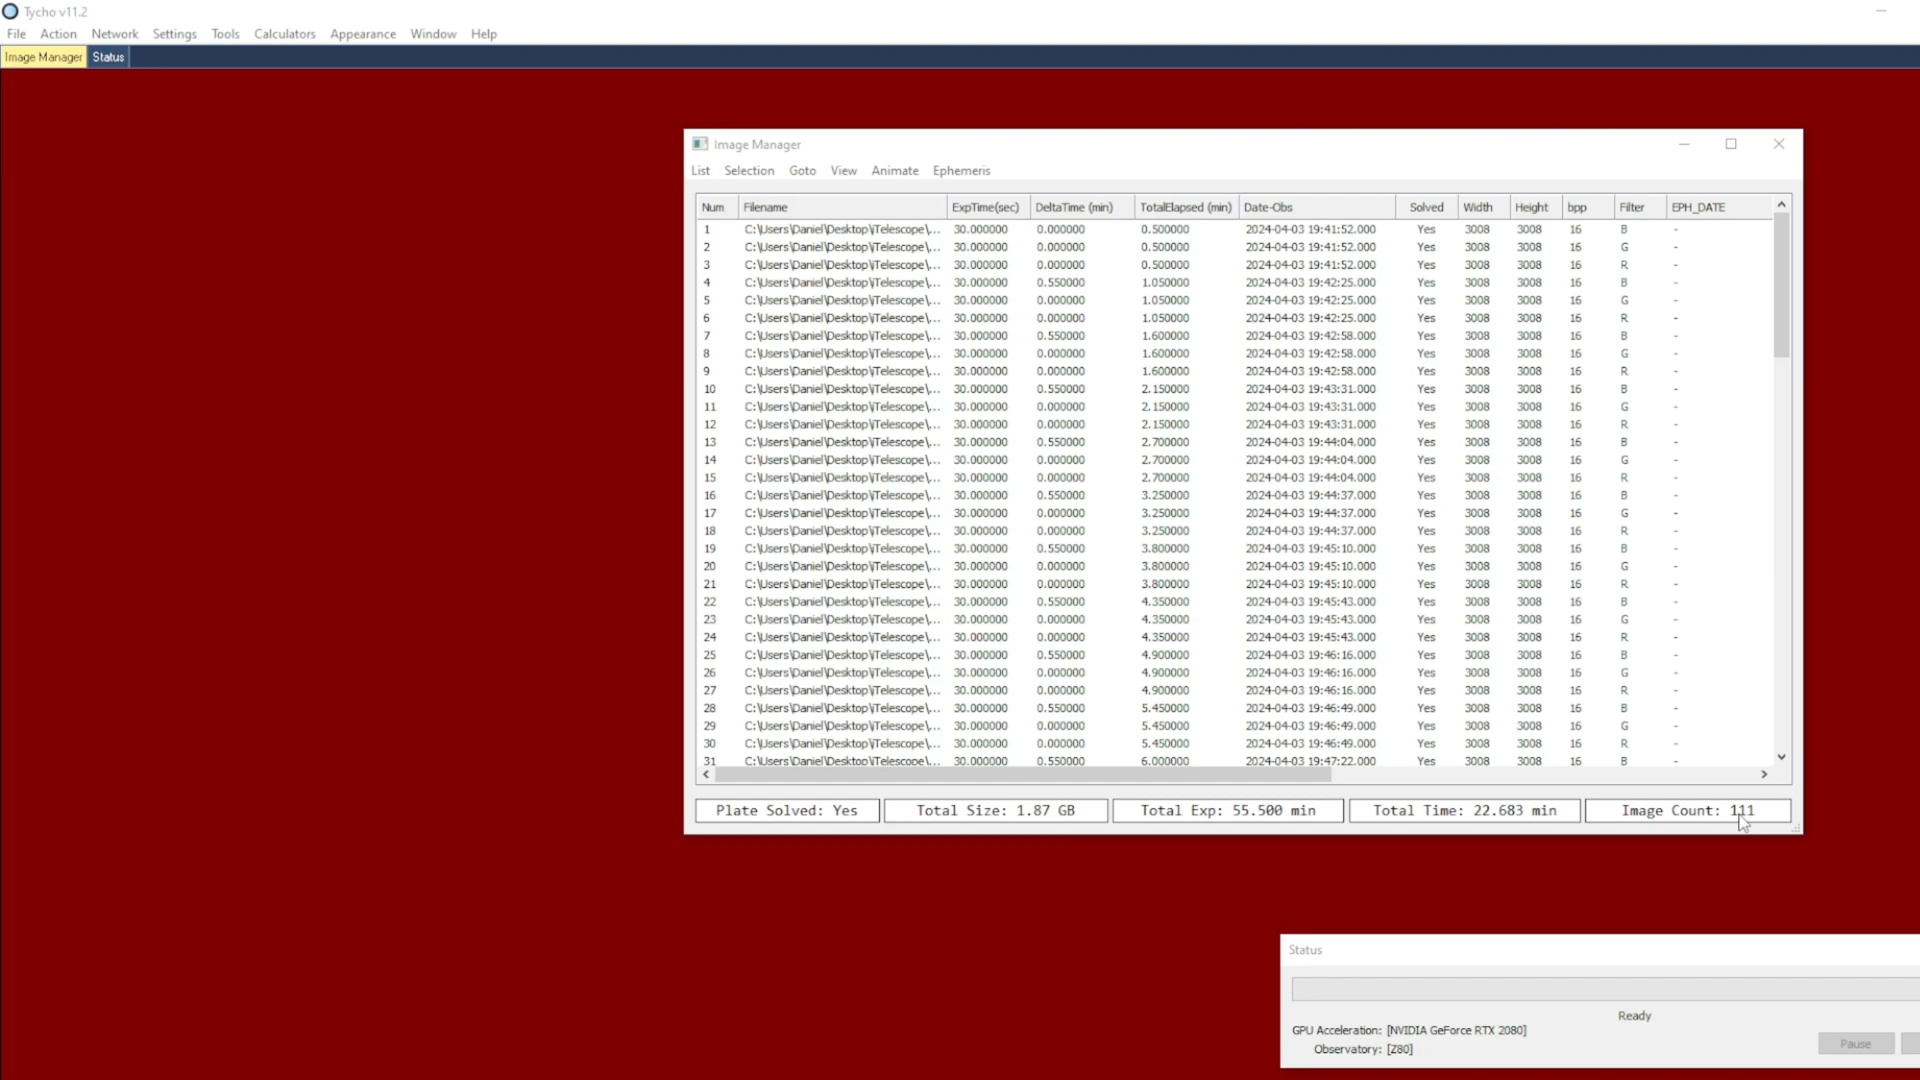 Tycho v11.2
File Action Network Settings Tools Calculators Appearance Window Help
Image Manager Status
Image Manager
List Selection Goto View Animate Ephemeris
Num Filename ExpTime(sec) DeltaTime (min) TotalElapsed (min) Date-Obs Solved Width Height bpp Filter EPH_DATE
1 C:\Users\Daniel\Desktop\iTelescope\... 30.000000 0.000000 0.500000 2024-04-03 19:41:52.000 Yes 3008 3008 16 B -
2 C:\Users\Daniel\Desktop\iTelescope\... 30.000000 0.000000 0.500000 2024-04-03 19:41:52.000 Yes 3008 3008 16 G -
3 C:\Users\Daniel\Desktop\iTelescope\... 30.000000 0.000000 0.500000 2024-04-03 19:41:52.000 Yes 3008 3008 16 R -
4 C:\Users\Daniel\Desktop\iTelescope\... 30.000000 0.550000 1.050000 2024-04-03 19:42:25.000 Yes 3008 3008 16 B -
5 C:\Users\Daniel\Desktop\iTelescope\... 30.000000 0.000000 1.050000 2024-04-03 19:42:25.000 Yes 3008 3008 16 G -
6 C:\Users\Daniel\Desktop\iTelescope\... 30.000000 0.000000 1.050000 2024-04-03 19:42:25.000 Yes 3008 3008 16 R -
7 C:\Users\Daniel\Desktop\iTelescope\... 30.000000 0.550000 1.600000 2024-04-03 19:42:58.000 Yes 3008 3008 16 B -
8 C:\Users\Daniel\Desktop\iTelescope\... 30.000000 0.000000 1.600000 2024-04-03 19:42:58.000 Yes 3008 3008 16 G -
9 C:\Users\Daniel\Desktop\iTelescope\... 30.000000 0.000000 1.600000 2024-04-03 19:42:58.000 Yes 3008 3008 16 R -
10 C:\Users\Daniel\Desktop\iTelescope\... 30.000000 0.550000 2.150000 2024-04-03 19:43:31.000 Yes 3008 3008 16 B -
11 C:\Users\Daniel\Desktop\iTelescope\... 30.000000 0.000000 2.150000 2024-04-03 19:43:31.000 Yes 3008 3008 16 G -
12 C:\Users\Daniel\Desktop\iTelescope\... 30.000000 0.000000 2.150000 2024-04-03 19:43:31.000 Yes 3008 3008 16 R -
13 C:\Users\Daniel\Desktop\iTelescope\... 30.000000 0.550000 2.700000 2024-04-03 19:44:04.000 Yes 3008 3008 16 B -
14 C:\Users\Daniel\Desktop\iTelescope\... 30.000000 0.000000 2.700000 2024-04-03 19:44:04.000 Yes 3008 3008 16 G -
15 C:\Users\Daniel\Desktop\iTelescope\... 30.000000 0.000000 2.700000 2024-04-03 19:44:04.000 Yes 3008 3008 16 R -
16 C:\Users\Daniel\Desktop\iTelescope\... 30.000000 0.550000 3.250000 2024-04-03 19:44:37.000 Yes 3008 3008 16 B -
17 C:\Users\Daniel\Desktop\iTelescope\... 30.000000 0.000000 3.250000 2024-04-03 19:44:37.000 Yes 3008 3008 16 G -
18 C:\Users\Daniel\Desktop\iTelescope\... 30.000000 0.000000 3.250000 2024-04-03 19:44:37.000 Yes 3008 3008 16 R -
19 C:\Users\Daniel\Desktop\iTelescope\... 30.000000 0.550000 3.800000 2024-04-03 19:45:10.000 Yes 3008 3008 16 B -
20 C:\Users\Daniel\Desktop\iTelescope\... 30.000000 0.000000 3.800000 2024-04-03 19:45:10.000 Yes 3008 3008 16 G -
21 C:\Users\Daniel\Desktop\iTelescope\... 30.000000 0.000000 3.800000 2024-04-03 19:45:10.000 Yes 3008 3008 16 R -
22 C:\Users\Daniel\Desktop\iTelescope\... 30.000000 0.550000 4.350000 2024-04-03 19:45:43.000 Yes 3008 3008 16 B -
23 C:\Users\Daniel\Desktop\iTelescope\... 30.000000 0.000000 4.350000 2024-04-03 19:45:43.000 Yes 3008 3008 16 G -
24 C:\Users\Daniel\Desktop\iTelescope\... 30.000000 0.000000 4.350000 2024-04-03 19:45:43.000 Yes 3008 3008 16 R -
25 C:\Users\Daniel\Desktop\iTelescope\... 30.000000 0.550000 4.900000 2024-04-03 19:46:16.000 Yes 3008 3008 16 B -
26 C:\Users\Daniel\Desktop\iTelescope\... 30.000000 0.000000 4.900000 2024-04-03 19:46:16.000 Yes 3008 3008 16 G -
27 C:\Users\Daniel\Desktop\iTelescope\... 30.000000 0.000000 4.900000 2024-04-03 19:46:16.000 Yes 3008 3008 16 R -
28 C:\Users\Daniel\Desktop\iTelescope\... 30.000000 0.550000 5.450000 2024-04-03 19:46:49.000 Yes 3008 3008 16 B -
29 C:\Users\Daniel\Desktop\iTelescope\... 30.000000 0.000000 5.450000 2024-04-03 19:46:49.000 Yes 3008 3008 16 G -
30 C:\Users\Daniel\Desktop\iTelescope\... 30.000000 0.000000 5.450000 2024-04-03 19:46:49.000 Yes 3008 3008 16 R -
31 C:\Users\Daniel\Desktop\iTelescope\... 30.000000 0.550000 6.000000 2024-04-03 19:47:22.000 Yes 3008 3008 16 B -
Plate Solved: Yes Total Size: 1.87 GB Total Exp: 55.500 min Total Time: 22.683 min Image Count: 111
Status
Ready
GPU Acceleration: [NVIDIA GeForce RTX 2080]
Pause
Observatory: [Z80]